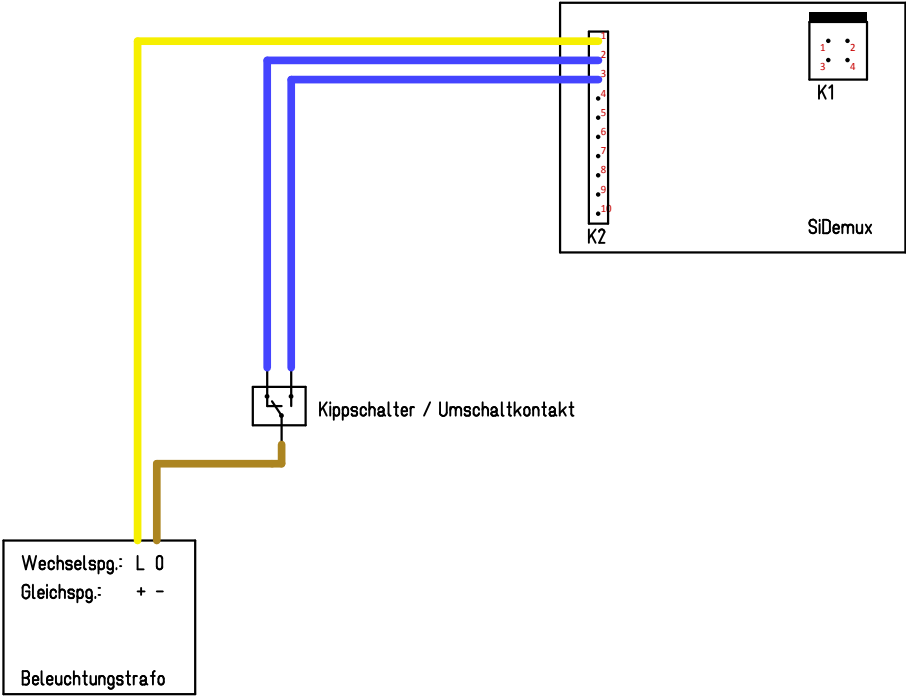 1
2
3
4
5
6
7
8
9
10
K2
1 2
3 4
K1
SiDemux
Kippschalter / Umschaltkontakt
Wechselspg.: L 0
Gleichspg.: + -
Beleuchtungstrafo